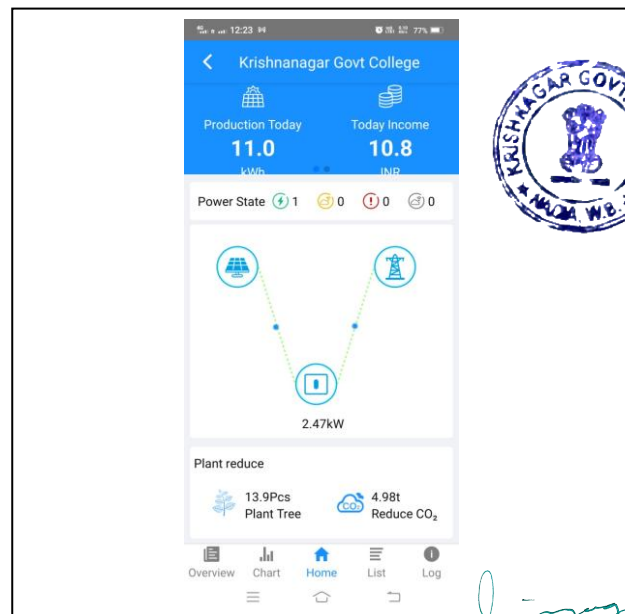 12:23
77%
Krishnanagar Govt College
Production Today
Today Income
11.0
10.8
kWh
INR
Power State 1 0 0 0
2.47kW
Plant reduce
13.9Pcs
Plant Tree
CO₂
4.98t
Reduce CO₂
Overview Chart Home List Log
KRISHNAGAR GOVT
NADIA, W.B.